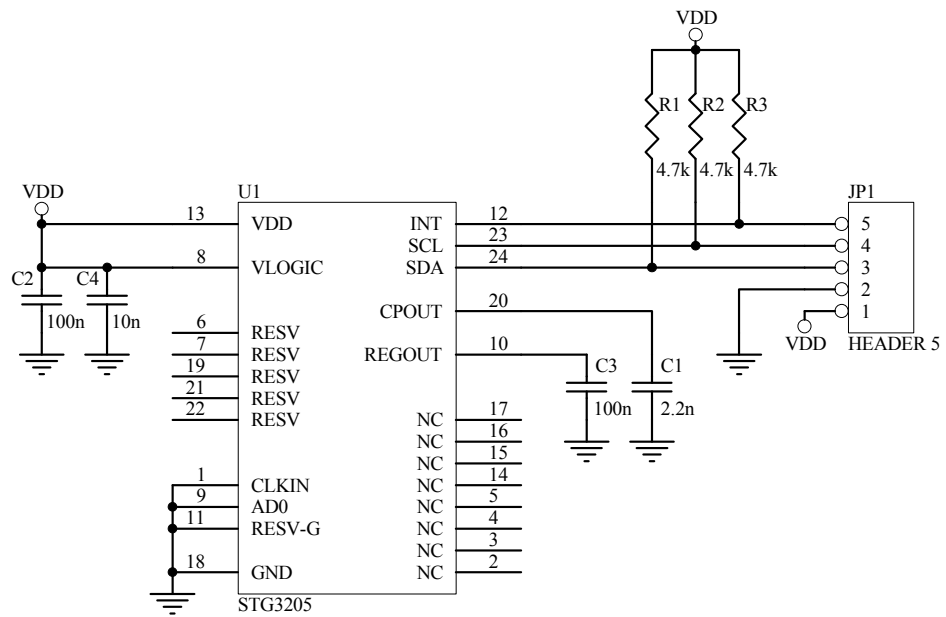 VDD
R1
R2
R3
4.7k
4.7k
4.7k
VDD
U1
JP1
13
VDD
INT
12
5
SCL
23
4
8
VLOGIC
SDA
24
3
C2
C4
2
100n
10n
CPOUT
20
1
6
RESV
VDD
HEADER 5
7
RESV
REGOUT
10
19
RESV
C3
C1
21
RESV
100n
2.2n
22
RESV
NC
17
NC
16
NC
15
1
CLKIN
NC
14
9
AD0
NC
5
11
RESV-G
NC
4
NC
3
18
GND
NC
2
STG3205